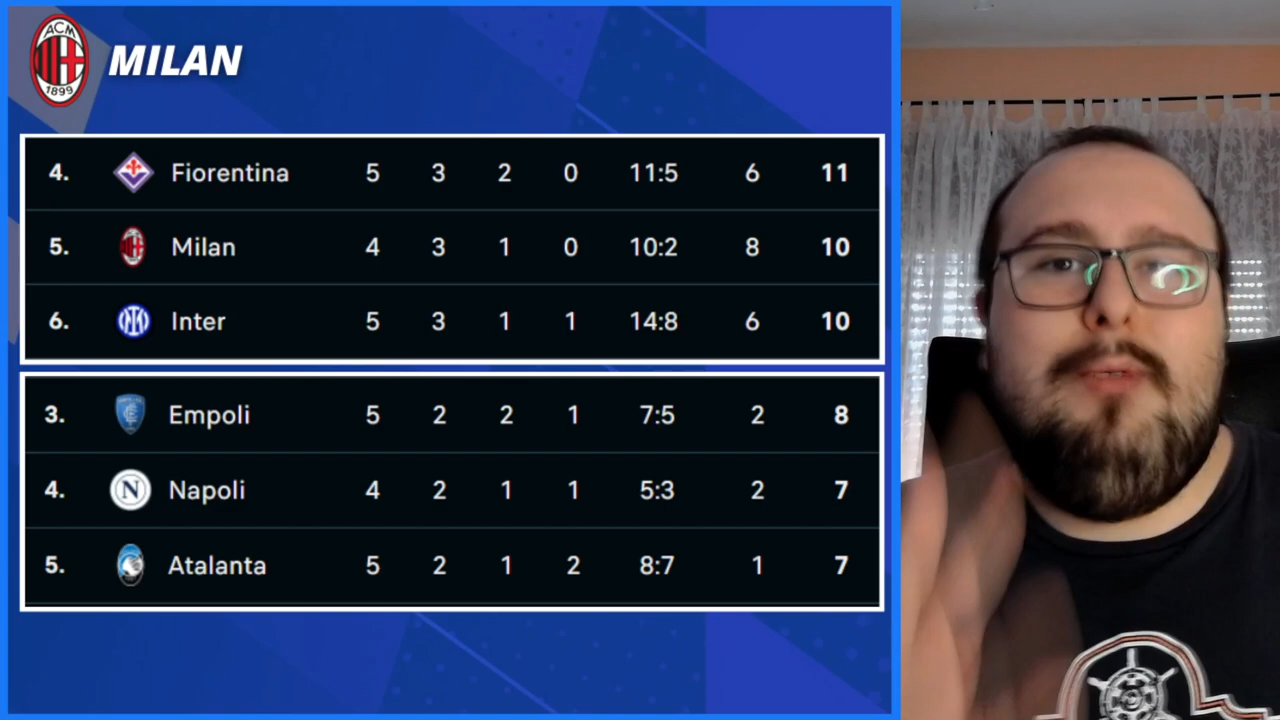 ACM
1899
MILAN
4. Fiorentina 5 3 2 0 11:5 6 11
5. Milan 4 3 1 0 10:2 8 10
6. Inter 5 3 1 1 14:8 6 10
3. Empoli 5 2 2 1 7:5 2 8
4. N Napoli 4 2 1 1 5:3 2 7
5. Atalanta 5 2 1 2 8:7 1 7